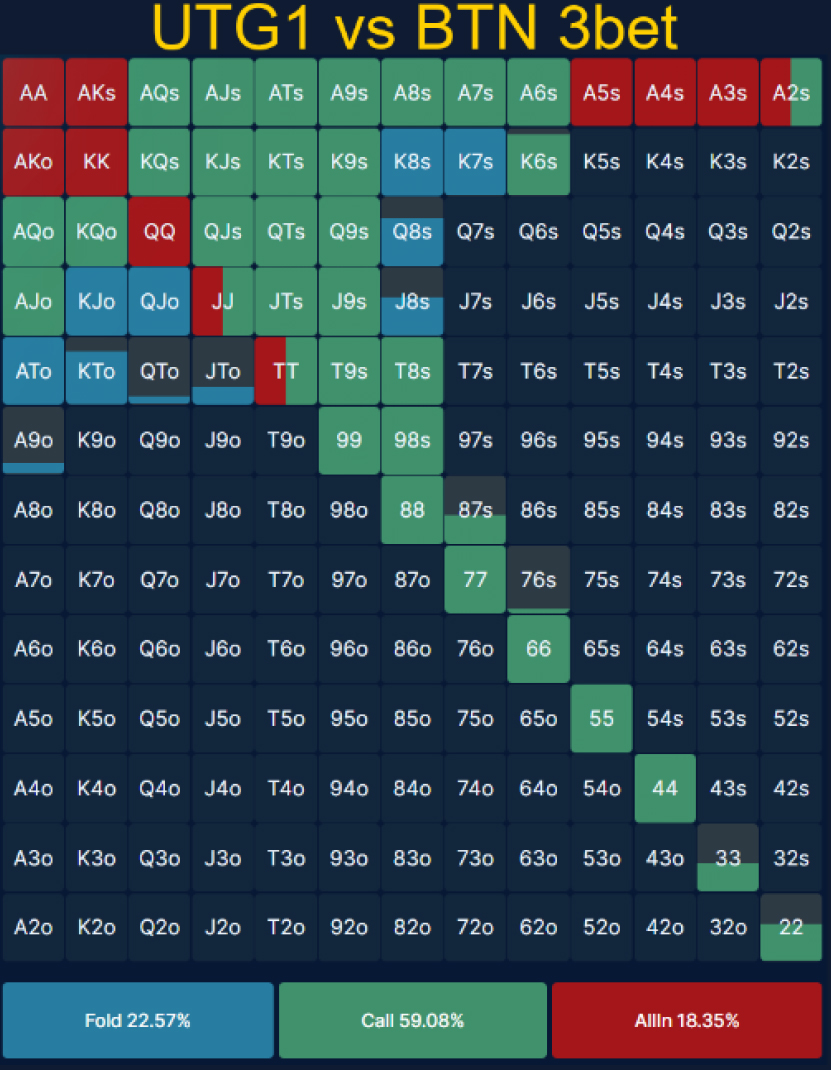 UTG1 vs BTN 3bet
AA AKs AQs AJs ATs A9s A8s A7s A6s A5s A4s A3s A2s
AKo KK KQs KJs KTs K9s K8s K7s K6s K5s K4s K3s K2s
AQo KQo QQ QJs QTs Q9s Q8s Q7s Q6s Q5s Q4s Q3s Q2s
AJo KJo QJo JJ JTs J9s J8s J7s J6s J5s J4s J3s J2s
ATo KTo QTo JTo TT T9s T8s T7s T6s T5s T4s T3s T2s
A9o K9o Q9o J9o T9o 99 98s 97s 96s 95s 94s 93s 92s
A8o K8o Q8o J8o T8o 98o 88 87s 86s 85s 84s 83s 82s
A7o K7o Q7o J7o T7o 97o 87o 77 76s 75s 74s 73s 72s
A6o K6o Q6o J6o T6o 96o 86o 76o 66 65s 64s 63s 62s
A5o K5o Q5o J5o T5o 95o 85o 75o 65o 55 54s 53s 52s
A4o K4o Q4o J4o T4o 94o 84o 74o 64o 54o 44 43s 42s
A3o K3o Q3o J3o T3o 93o 83o 73o 63o 53o 43o 33 32s
A2o K2o Q2o J2o T2o 92o 82o 72o 62o 52o 42o 32o 22
Fold 22.57% Call 59.08% AllIn 18.35%